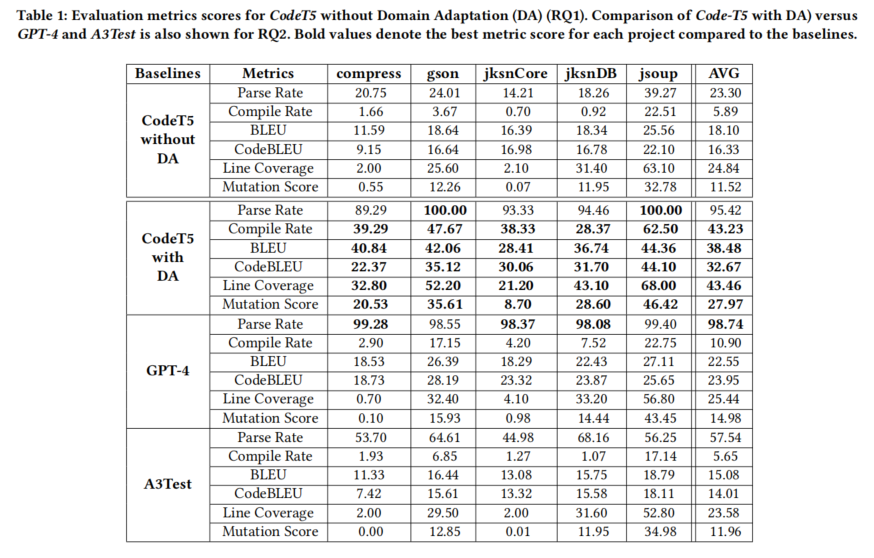 Table 1: Evaluation metrics scores for CodeT5 without Domain Adaptation (DA) (RQ1). Comparison of Code-T5 with DA) versus
GPT-4 and A3Test is also shown for RQ2. Bold values denote the best metric score for each project compared to the baselines.
Baselines Metrics compress gson jksnCore jksnDB jsoup AVG
CodeT5 without DA
Parse Rate 20.75 24.01 14.21 18.26 39.27 23.30
Compile Rate 1.66 3.67 0.70 0.92 22.51 5.89
BLEU 11.59 18.64 16.39 18.34 25.56 18.10
CodeBLEU 9.15 16.64 16.98 16.78 22.10 16.33
Line Coverage 2.00 25.60 2.10 31.40 63.10 24.84
Mutation Score 0.55 12.26 0.07 11.95 32.78 11.52
CodeT5 with DA
Parse Rate 89.29 100.00 93.33 94.46 100.00 95.42
Compile Rate 39.29 47.67 38.33 28.37 62.50 43.23
BLEU 40.84 42.06 28.41 36.74 44.36 38.48
CodeBLEU 22.37 35.12 30.06 31.70 44.10 32.67
Line Coverage 32.80 52.20 21.20 43.10 68.00 43.46
Mutation Score 20.53 35.61 8.70 28.60 46.42 27.97
GPT-4
Parse Rate 99.28 98.55 98.37 98.08 99.40 98.74
Compile Rate 2.90 17.15 4.20 7.52 22.75 10.90
BLEU 18.53 26.39 18.29 22.43 27.11 22.55
CodeBLEU 18.73 28.19 23.32 23.87 25.65 23.95
Line Coverage 0.70 32.40 4.10 33.20 56.80 25.44
Mutation Score 0.10 15.93 0.98 14.44 43.45 14.98
A3Test
Parse Rate 53.70 64.61 44.98 68.16 56.25 57.54
Compile Rate 1.93 6.85 1.27 1.07 17.14 5.65
BLEU 11.33 16.44 13.08 15.75 18.79 15.08
CodeBLEU 7.42 15.61 13.32 15.58 18.11 14.01
Line Coverage 2.00 29.50 2.00 31.60 52.80 23.58
Mutation Score 0.00 12.85 0.01 11.95 34.98 11.96